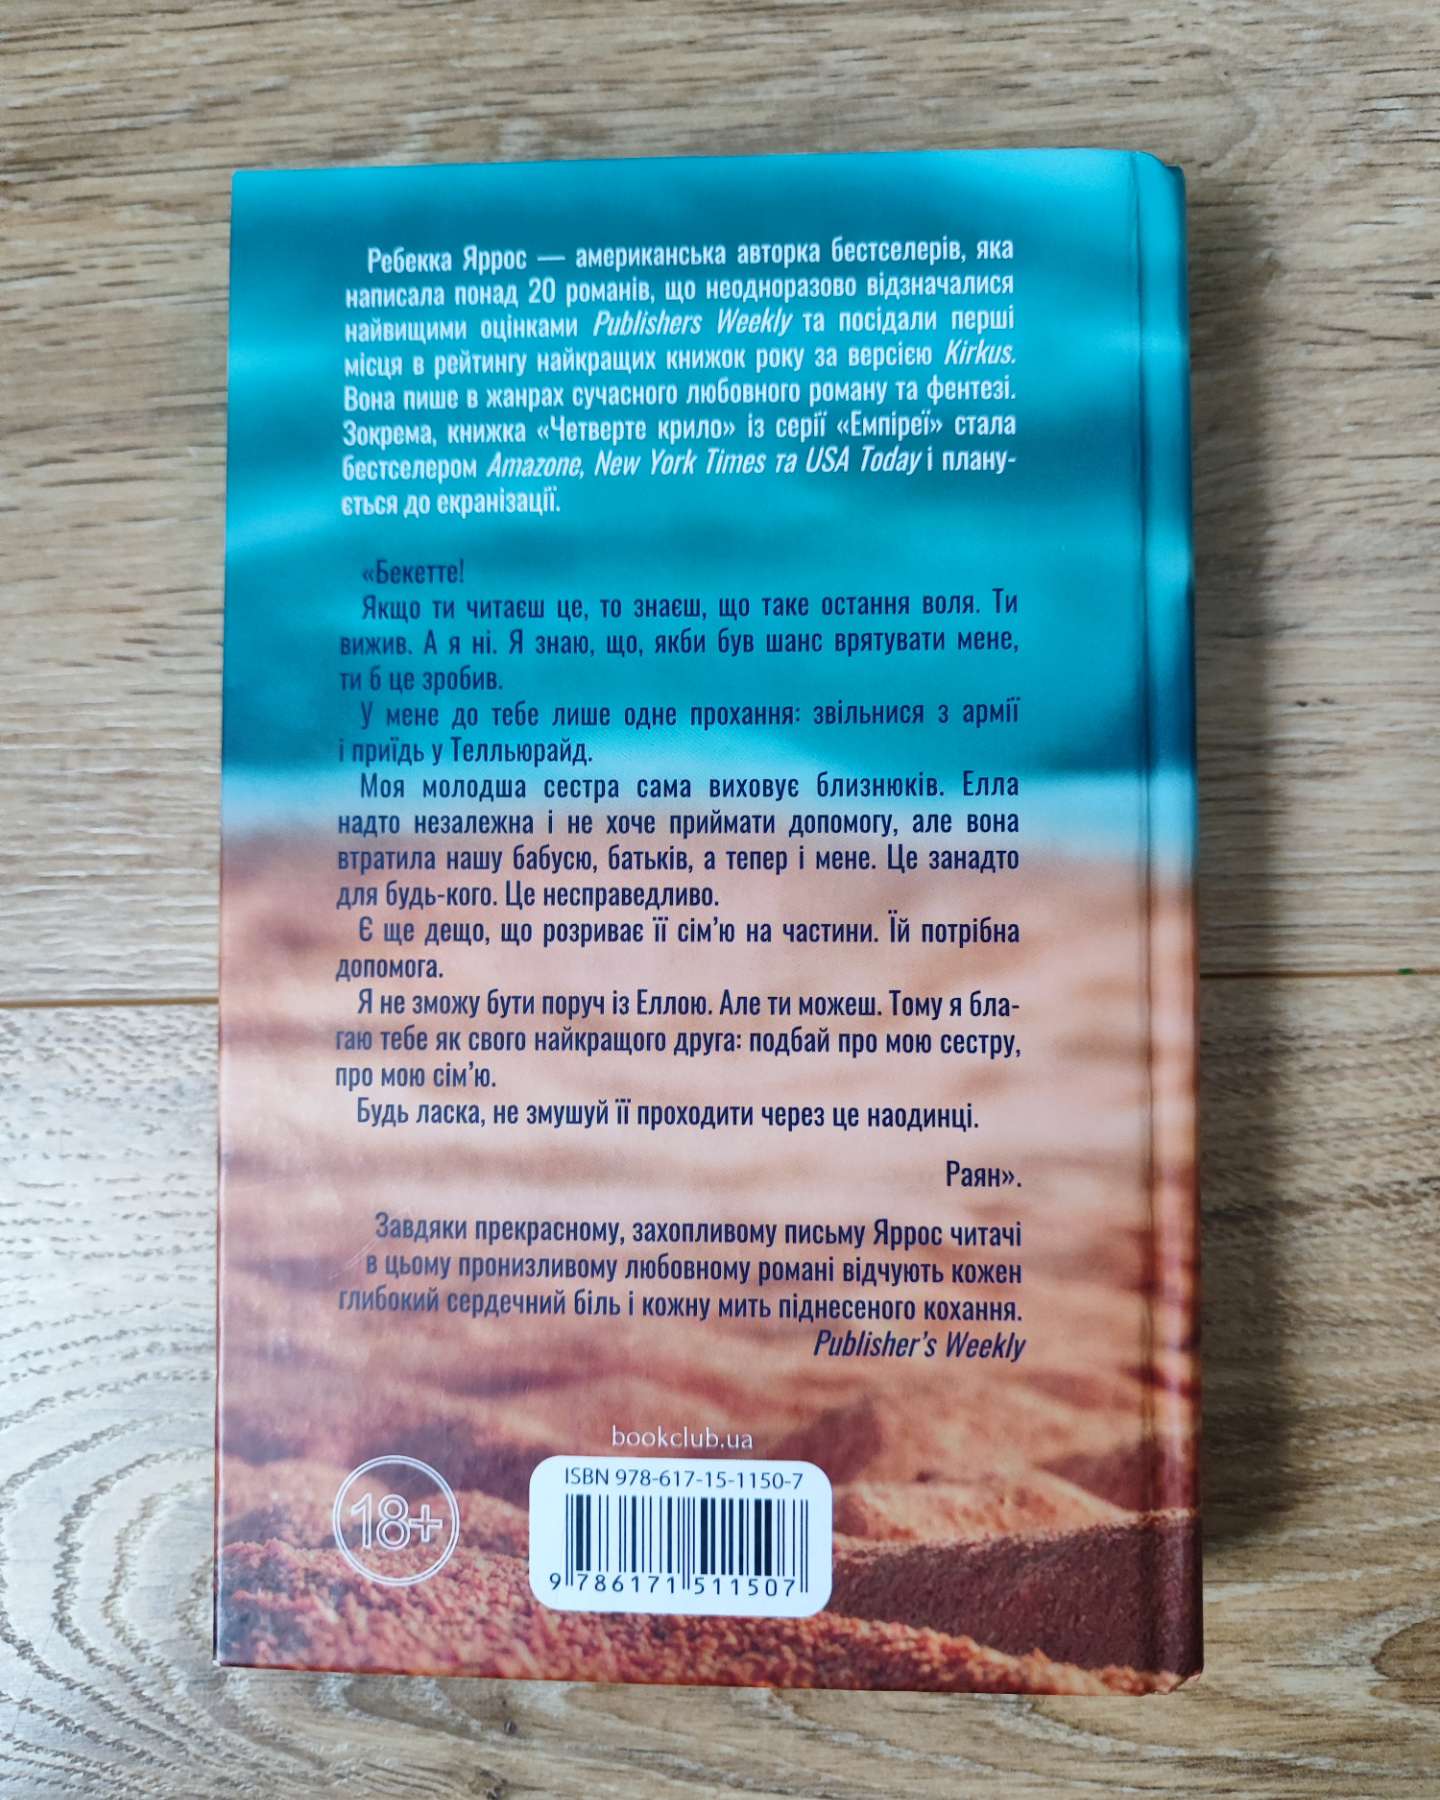 Ребекка Яррос — американська авторка бестселерів, яка
написала понад 20 романів, що неодноразово відзначалися
найвищими оцінками Publishers Weekly та посідали перші
місця в рейтингу найкращих книжок року за версією Kirkus.
Вона пише в жанрах сучасного любовного роману та фентезі.
Зокрема, книжка «Четверте крило» із серії «Емпіреї» стала
бестселером Amazone, New York Times та USA Today і плану-
ється до екранізації.
«Бекетте!
Якщо ти читаєш це, то знаєш, що таке остання воля. Ти
вижив. А я ні. Я знаю, що, якби був шанс врятувати мене,
ти б це зробив.
У мене до тебе лише одне прохання: звільнися з армії
і приїдь у Телльюрайд.
Моя молодша сестра сама виховує близнюків. Елла
надто незалежна і не хоче приймати допомогу, але вона
втратила нашу бабусю, батьків, а тепер і мене. Це занадто
для будь-кого. Це несправедливо.
Є ще дещо, що розриває її сім’ю на частини. Їй потрібна
допомога.
Я не зможу бути поруч із Еллою. Але ти можеш. Тому я бла-
гаю тебе як свого найкращого друга: подбай про мою сестру,
про мою сім’ю.
Будь ласка, не змушуй її проходити через це наодинці.
Раян».
Завдяки прекрасному, захопливому письму Яррос читачі
в цьому пронизливому любовному романі відчують кожен
глибокий сердечний біль і кожну мить піднесеного кохання.
Publisher’s Weekly
bookclub.ua
18+
ISBN 978-617-15-1150-7
9 786171 511507